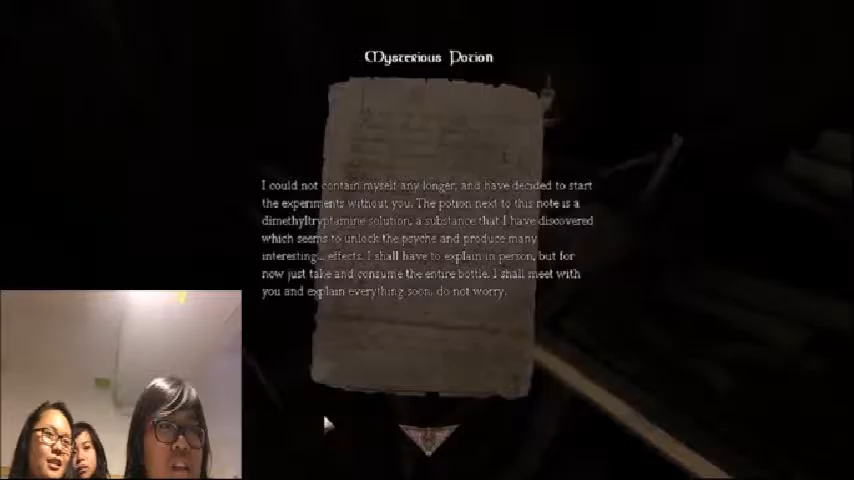 Mysterious Potion
I could not contain myself any longer, and have decided to start
the experiments without you. The potion next to this note is a
dimethyltryptamine solution, a substance that I have discovered
which seems to unlock the psyche and produce many
interesting... effects. I shall have to explain in person, but for
now just take and consume the entire bottle. I shall meet with
you and explain everything soon, do not worry.